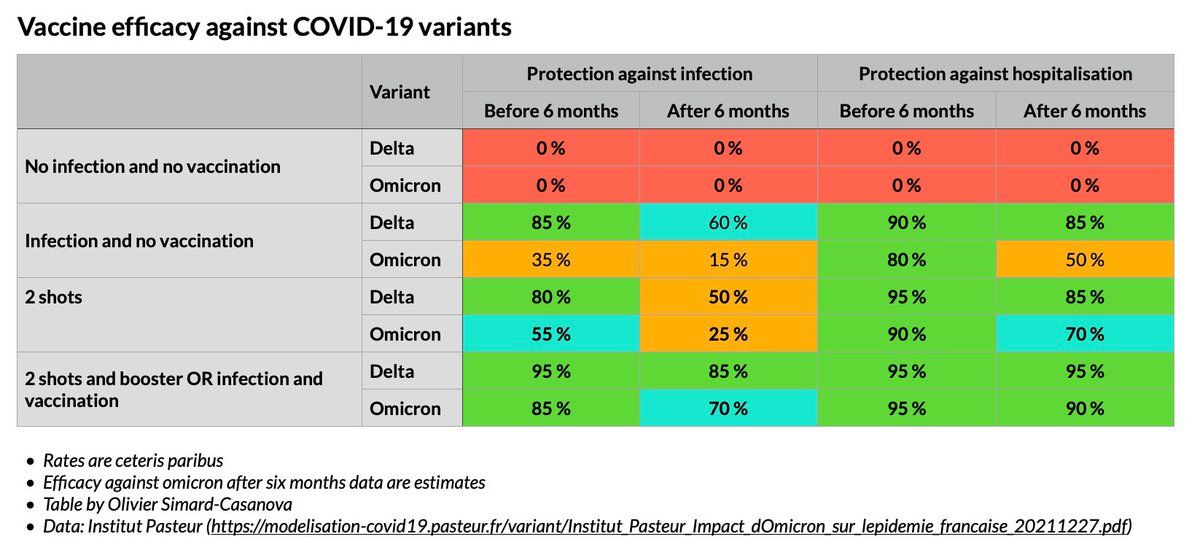 Vaccine efficacy against COVID-19 variants
Variant Protection against infection Protection against hospitalisation
Before 6 months After 6 months Before 6 months After 6 months
No infection and no vaccination
Delta 0 % 0 % 0 % 0 %
Omicron 0 % 0 % 0 % 0 %
Infection and no vaccination
Delta 85 % 60 % 90 % 85 %
Omicron 35 % 15 % 80 % 50 %
2 shots
Delta 80 % 50 % 95 % 85 %
Omicron 55 % 25 % 90 % 70 %
2 shots and booster OR infection and
vaccination
Delta 95 % 85 % 95 % 95 %
Omicron 85 % 70 % 95 % 90 %
• Rates are ceteris paribus
• Efficacy against omicron after six months data are estimates
• Table by Olivier Simard-Casanova
• Data: Institut Pasteur (https://modelisation-covid19.pasteur.fr/variant/Institut_Pasteur_Impact_dOmicron_sur_lepidemie_francaise_20211227.pdf)